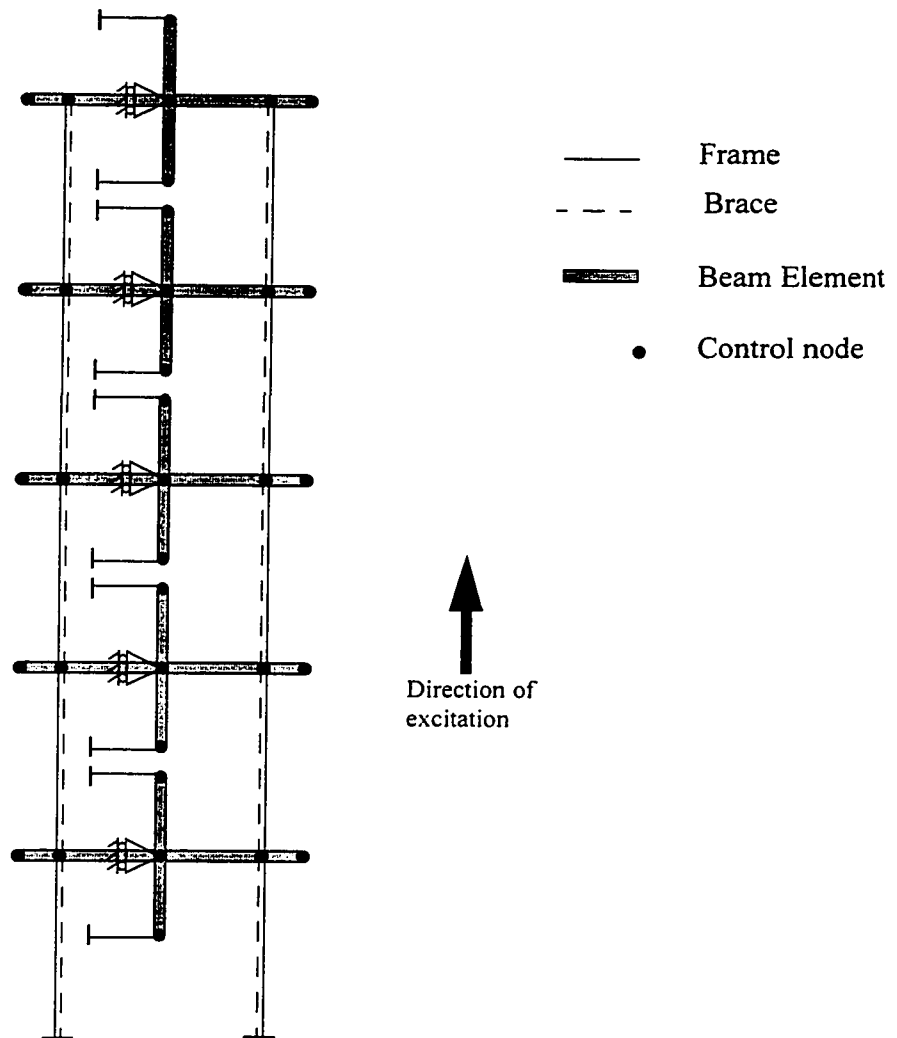 Frame
Brace
Beam Element
Control node
Direction of
excitation